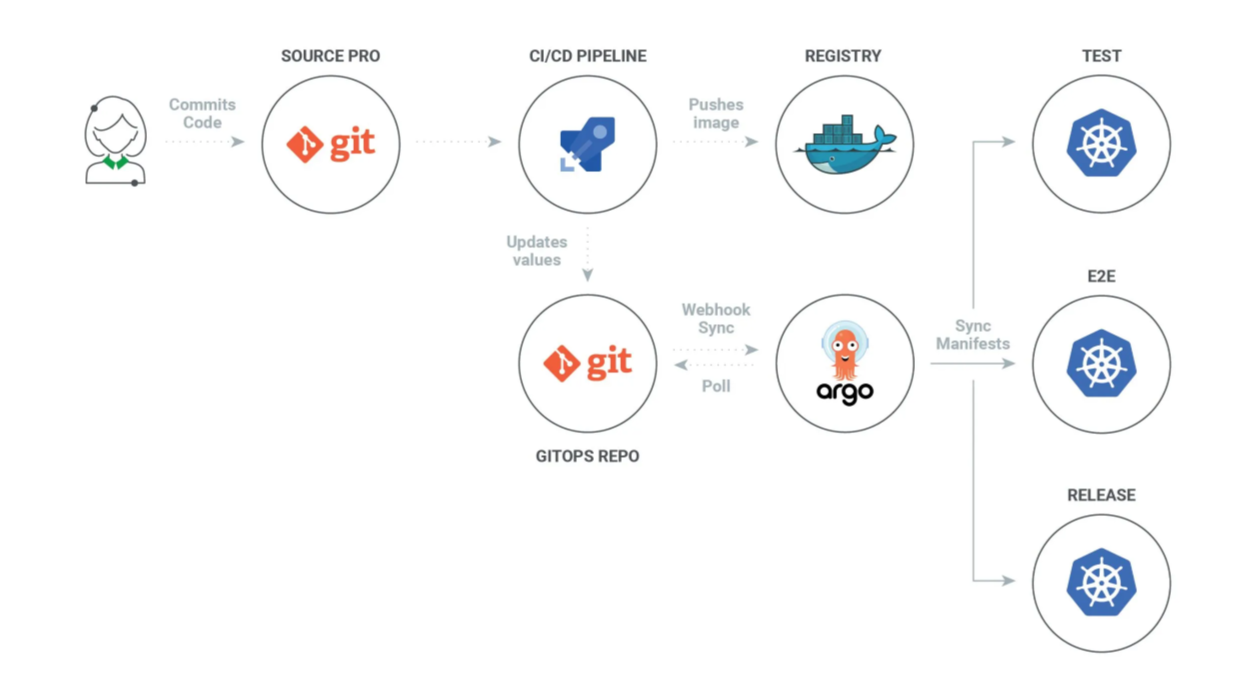 SOURCE PRO
CI/CD PIPELINE
REGISTRY
TEST
Commits
Code
git
Pushes
image
Updates
values
E2E
git
Webhook
Sync
Poll
argo
Sync
Manifests
GITOPS REPO
RELEASE